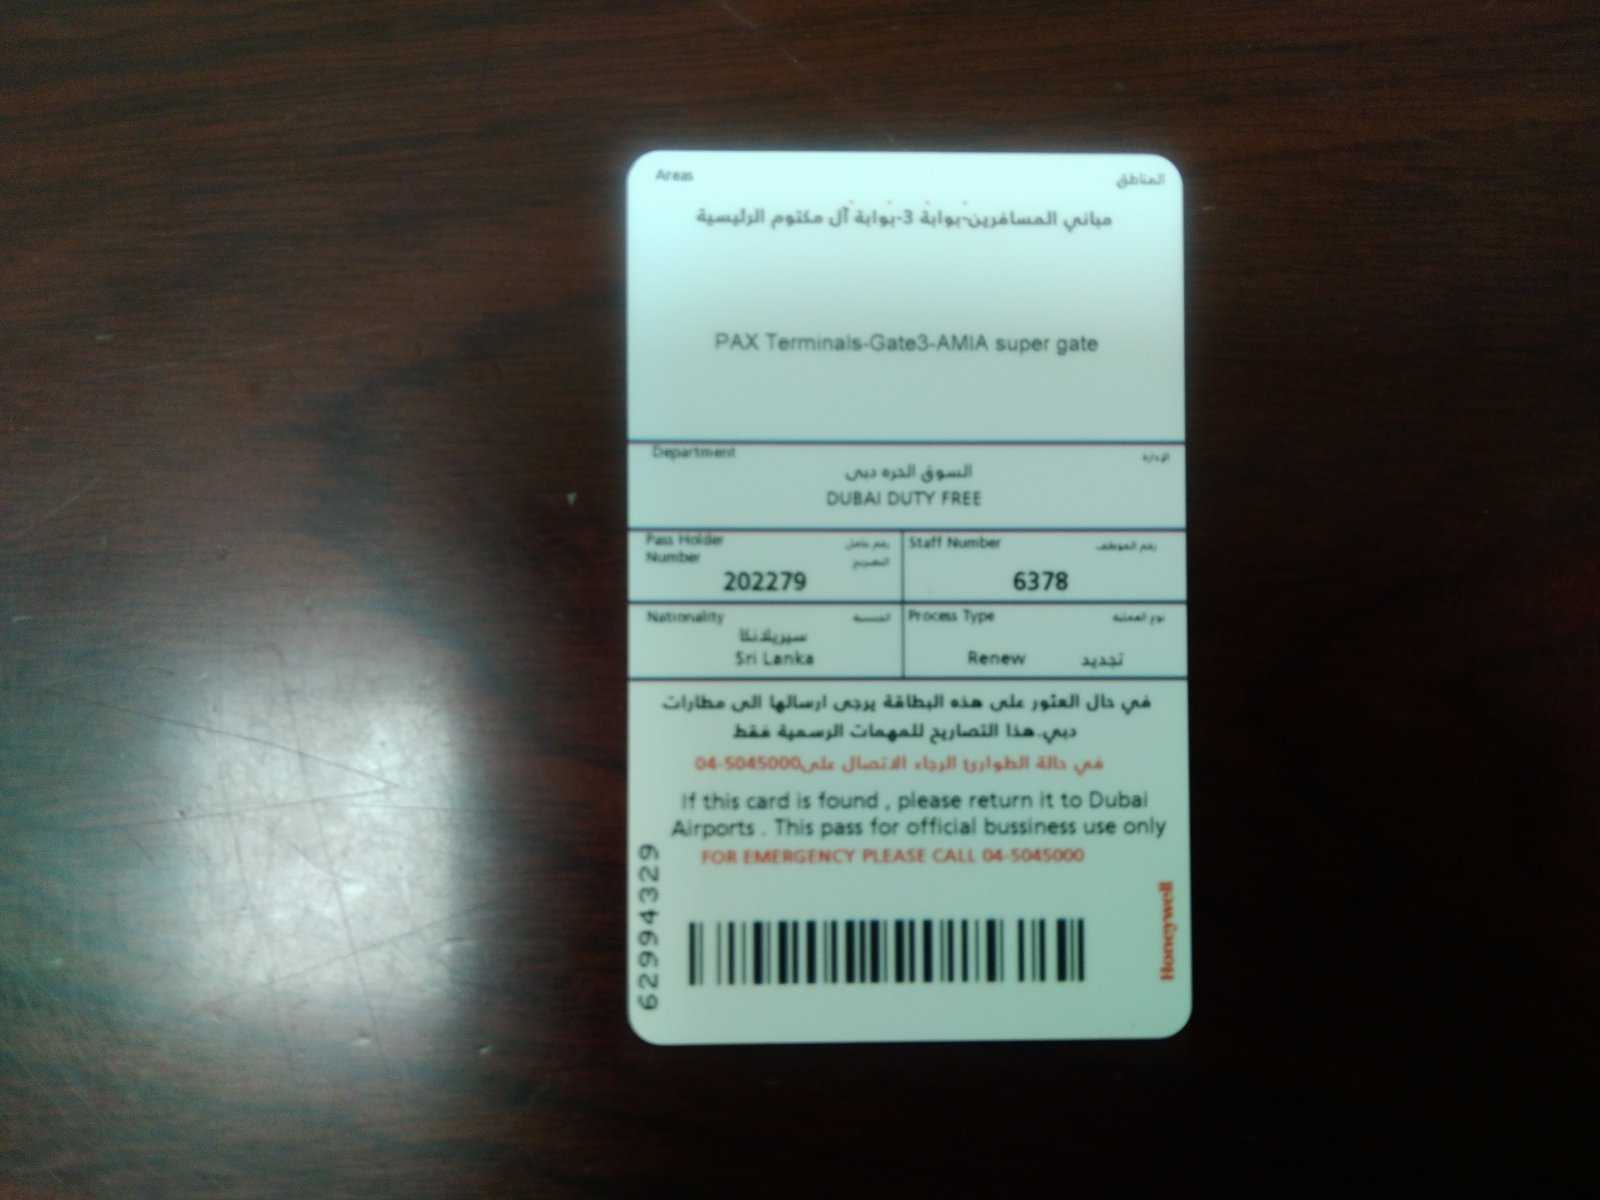 Areas المناطق
مباني المسافرين-بوابة 3-بوابة آل مكتوم الرئيسية
PAX Terminals-Gate3-AMIA super gate
Department الإدارة
السوق الحره دبى
DUBAI DUTY FREE
Pass Holder Number رقم حامل التصريح
202279
Staff Number رقم الموظف
6378
Nationality الجنسية
سيريلانكا
Sri Lanka
Process Type نوع العملية
Renew تجديد
في حال العثور على هذه البطاقة يرجى ارسالها الى مطارات
دبي.هذا التصاريح للمهمات الرسمية فقط
في حالة الطوارئ الرجاء الاتصال على04-5045000
If this card is found , please return it to Dubai
Airports . This pass for official bussiness use only
FOR EMERGENCY PLEASE CALL 04-5045000
62994329
Honeywell